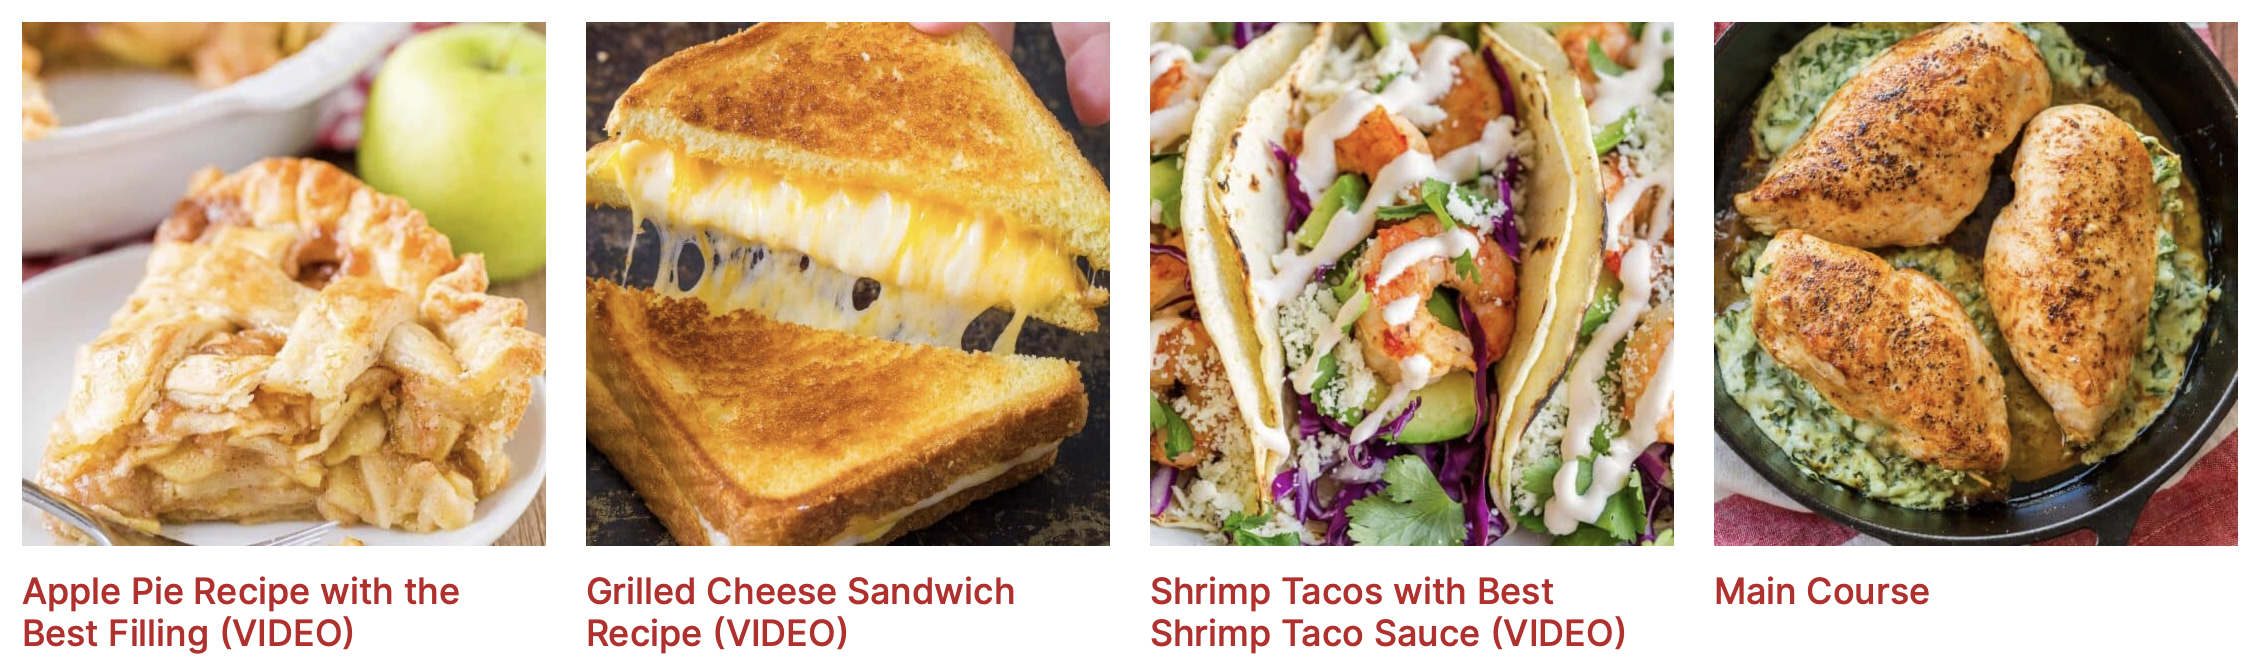 Apple Pie Recipe with the
Best Filling (VIDEO)
Grilled Cheese Sandwich
Recipe (VIDEO)
Shrimp Tacos with Best
Shrimp Taco Sauce (VIDEO)
Main Course